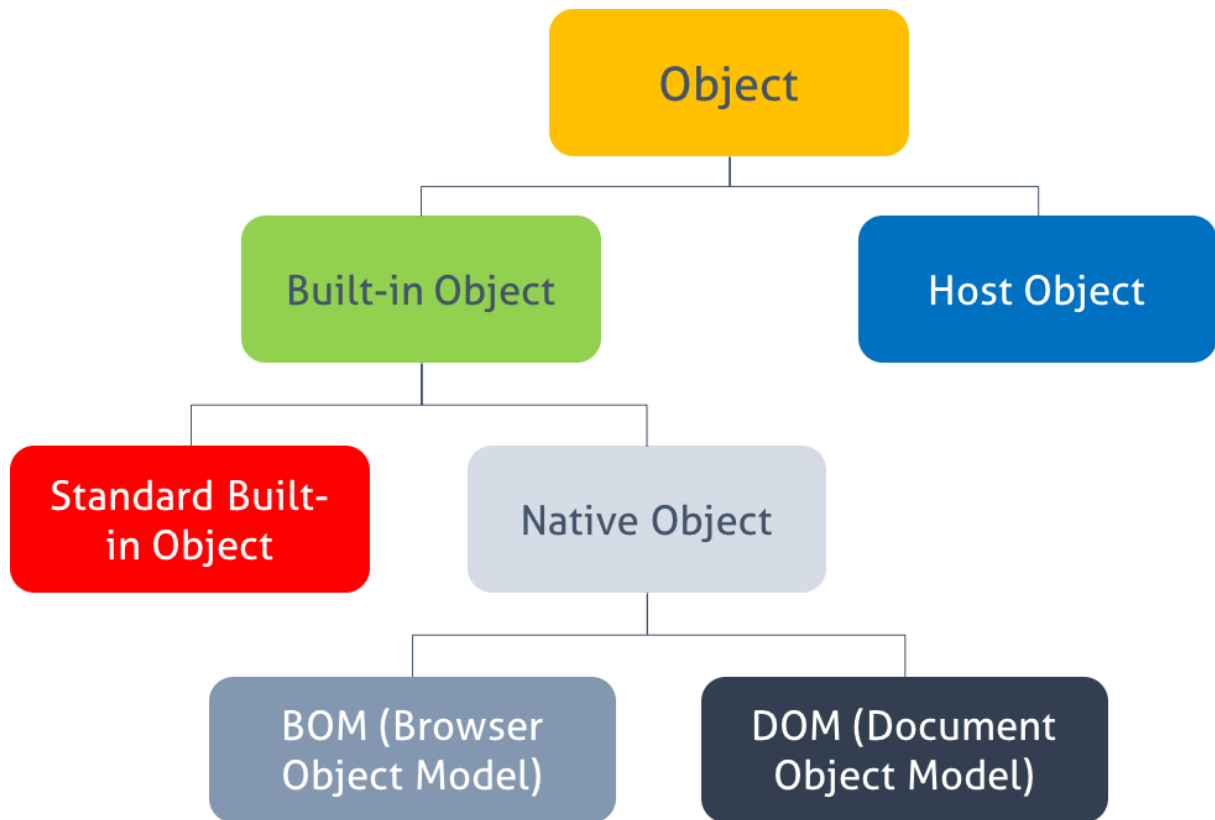 Object
Built-in Object
Host Object
Standard Built-
in Object
Native Object
BOM (Browser
Object Model)
DOM (Document
Object Model)